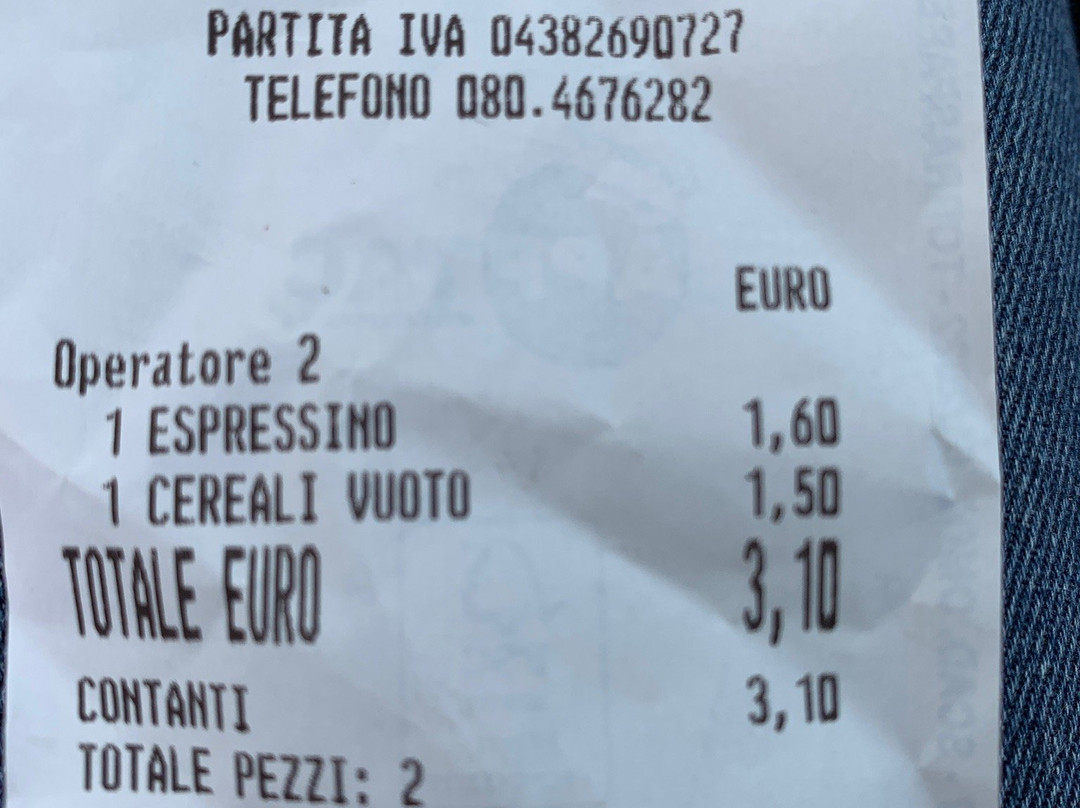 PARTITA IVA 04382690727
TELEFONO 080.4676282
EURO
Operatore 2
1 ESPRESSINO 1,60
1 CEREALI VUOTO 1,50
TOTALE EURO 3,10
CONTANTI 3,10
TOTALE PEZZI: 2